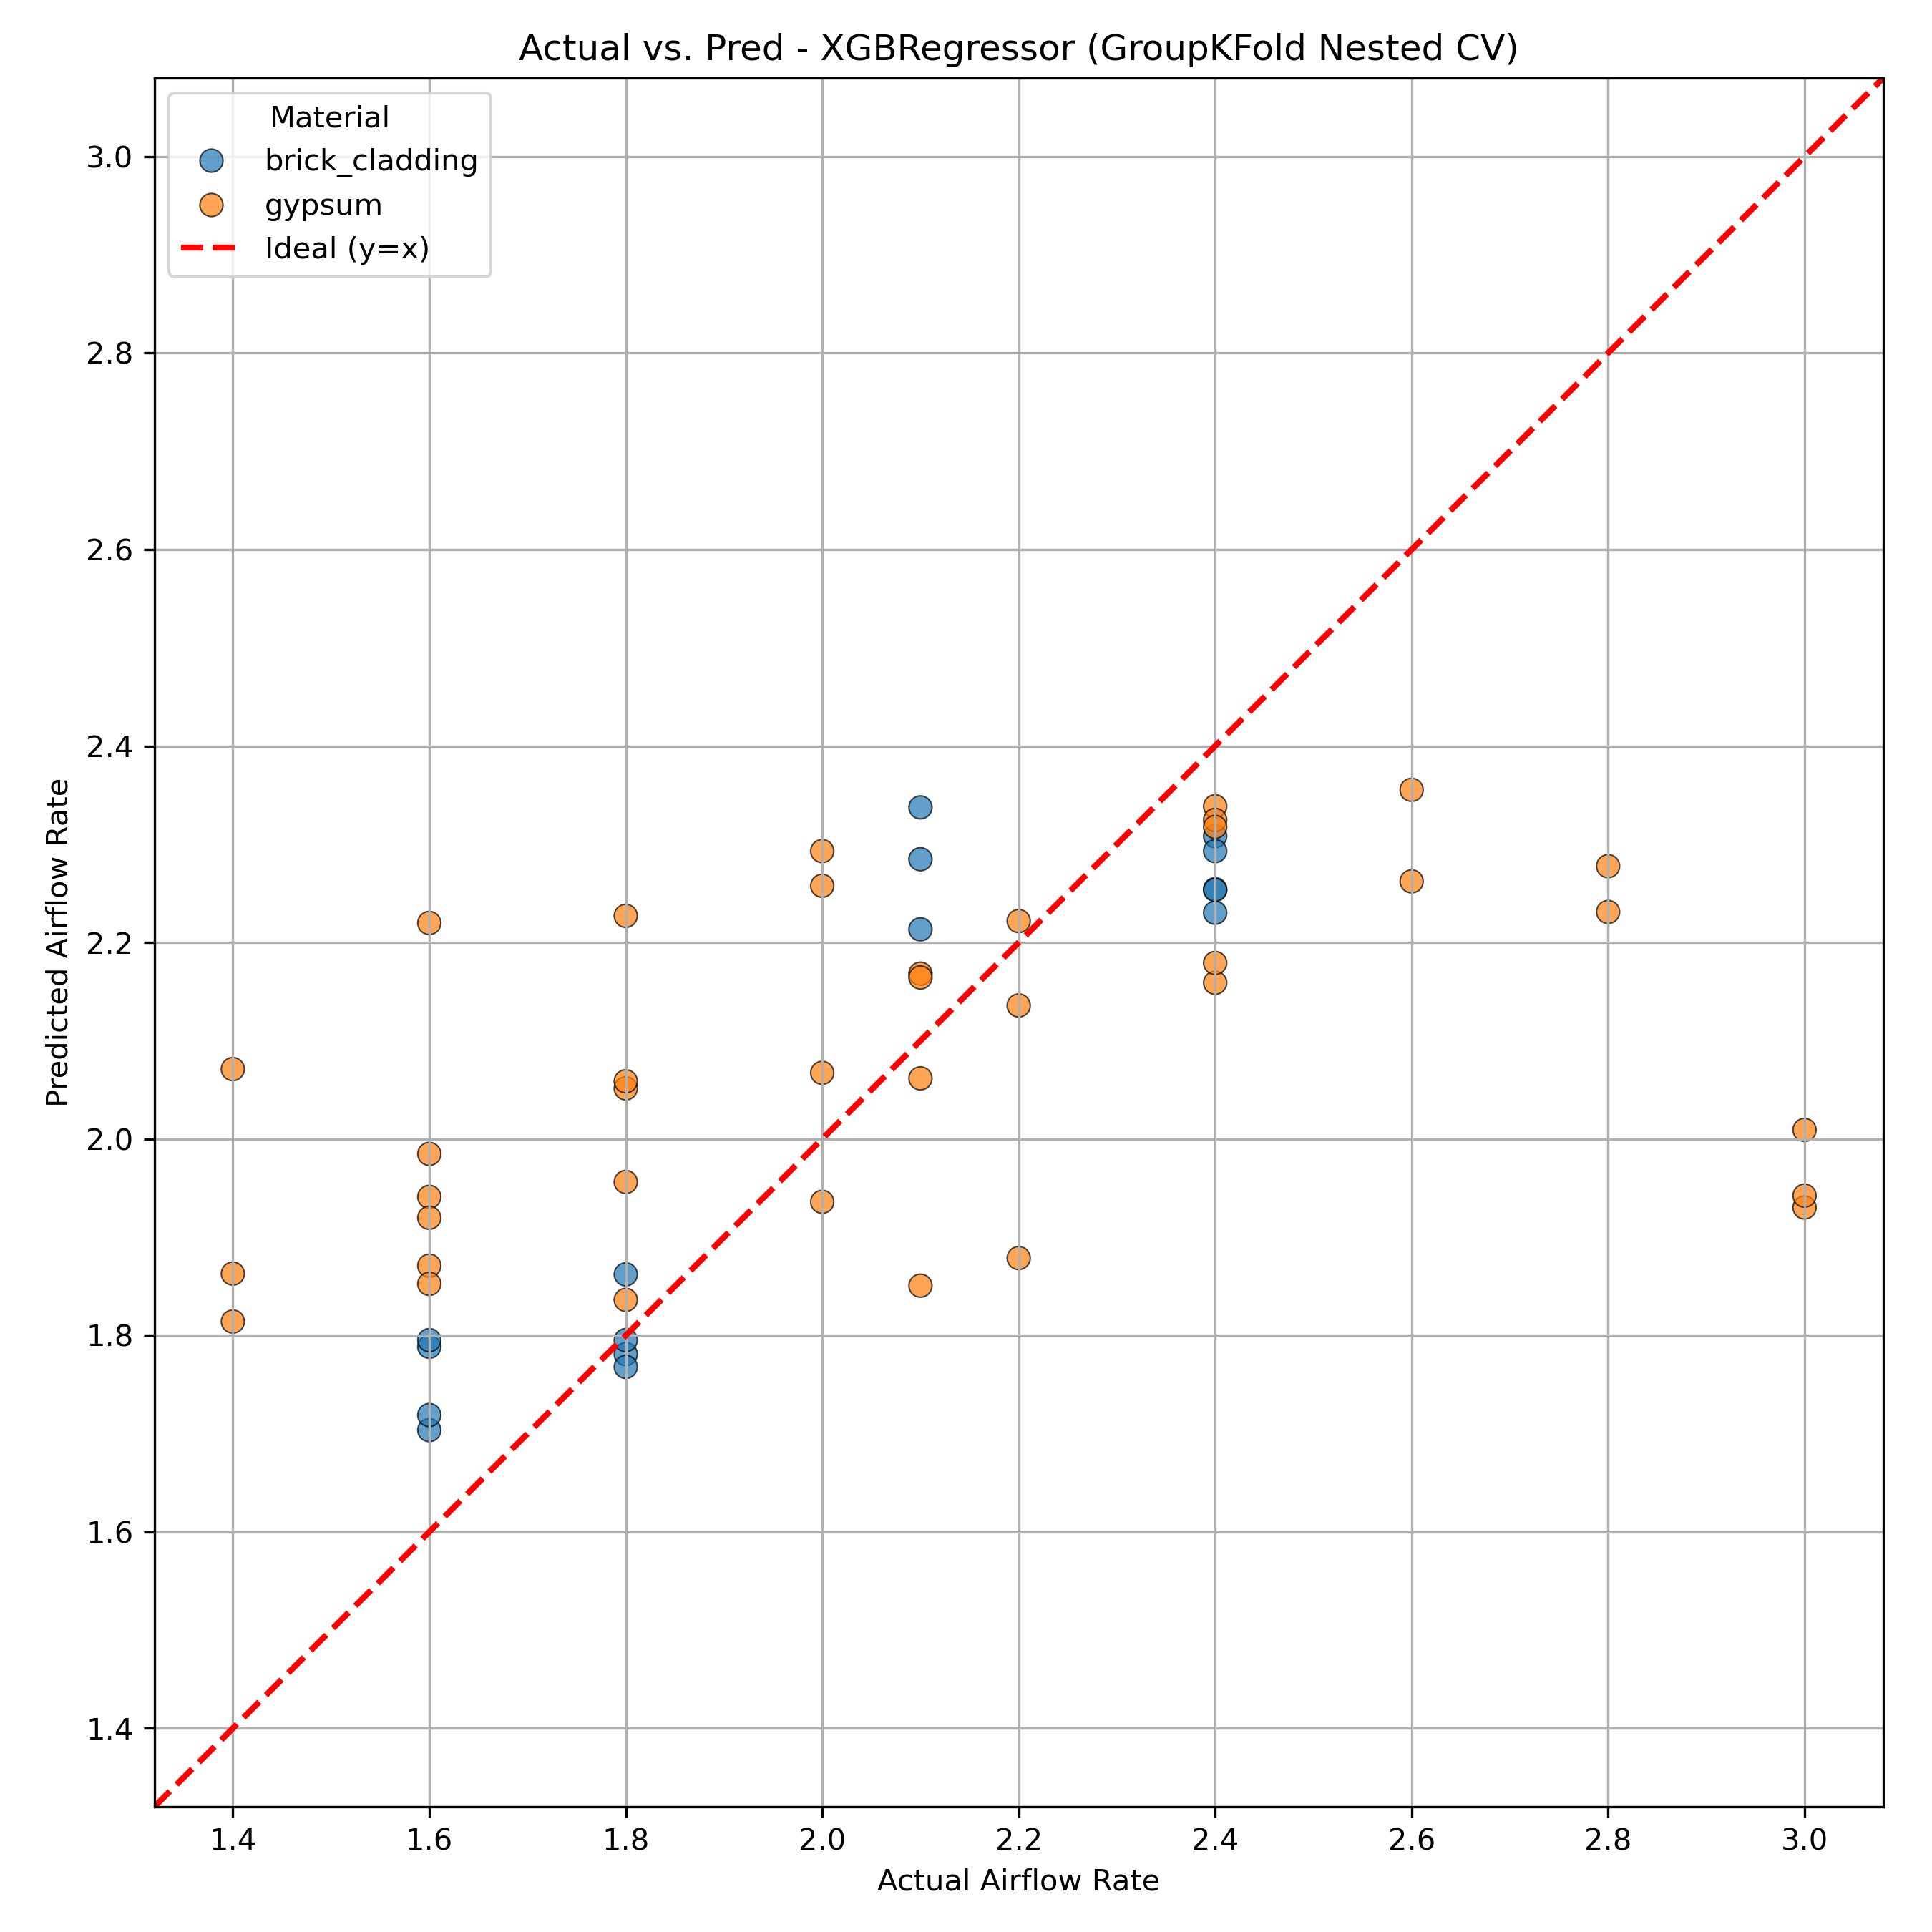 Actual vs. Pred - XGBRegressor (GroupKFold Nested CV)
Material
brick_cladding
gypsum
Ideal (y=x)
Predicted Airflow Rate
3.0
2.8
2.6
2.4
2.2
2.0
1.8
1.6
1.4
1.4 1.6 1.8 2.0 2.2 2.4 2.6 2.8 3.0
Actual Airflow Rate